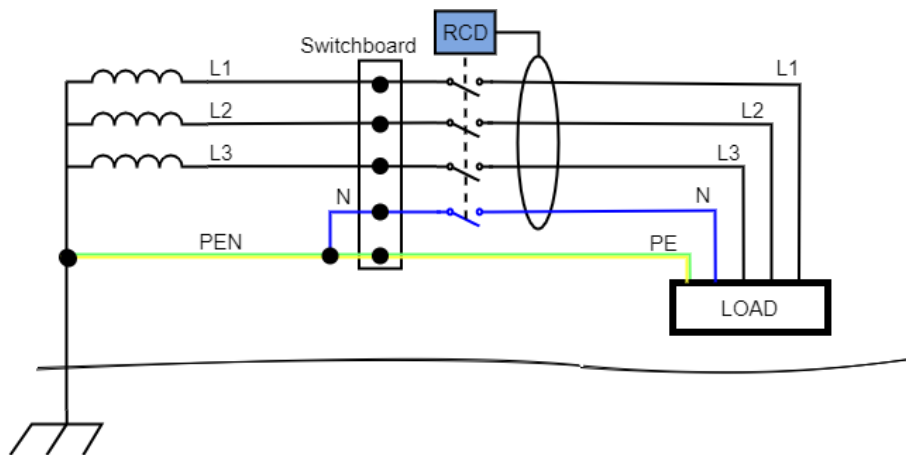 RCD
Switchboard
L1
L1
L2
L2
L3
L3
N
N
PEN
PE
LOAD